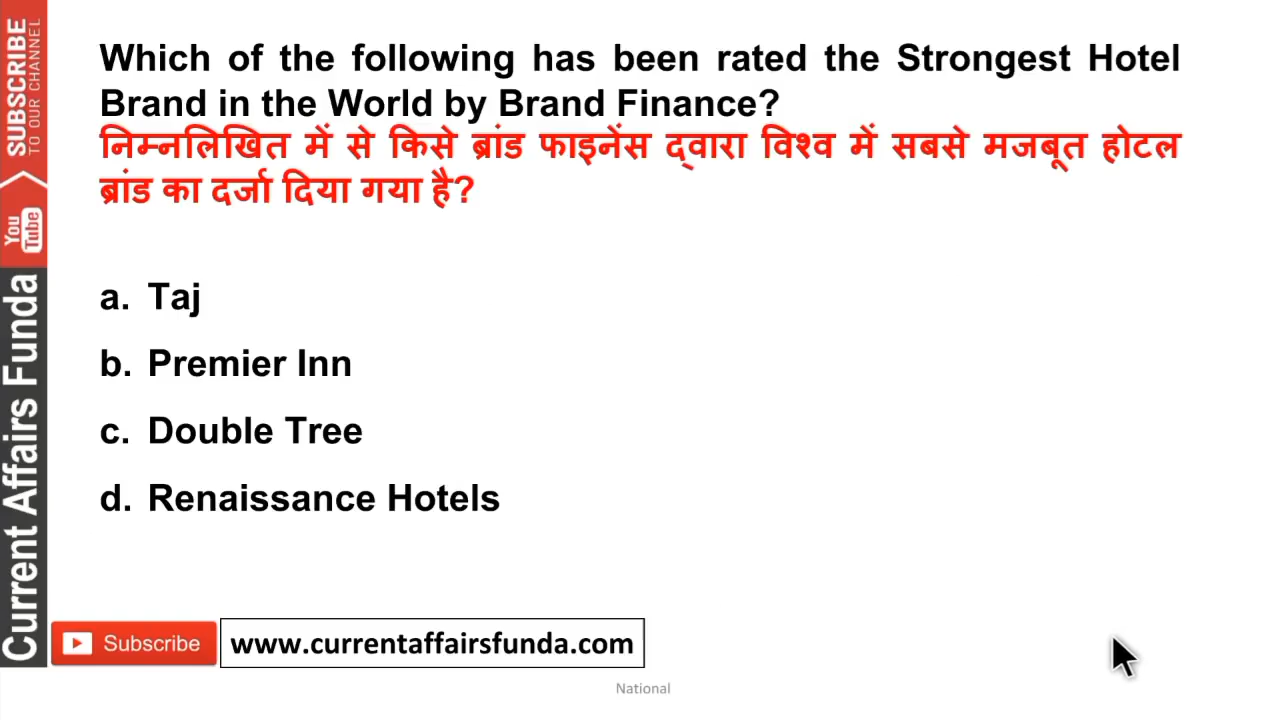 Which of the following has been rated the Strongest Hotel
Brand in the World by Brand Finance?
निम्नलिखित में से किसे ब्रांड फाइनेंस द्वारा विश्व में सबसे मजबूत होटल
ब्रांड का दर्जा दिया गया है?
a. Taj
b. Premier Inn
c. Double Tree
d. Renaissance Hotels
SUBSCRIBE
TO OUR CHANNEL
You
Tube
Current Affairs Funda
Subscribe
www.currentaffairsfunda.com
National